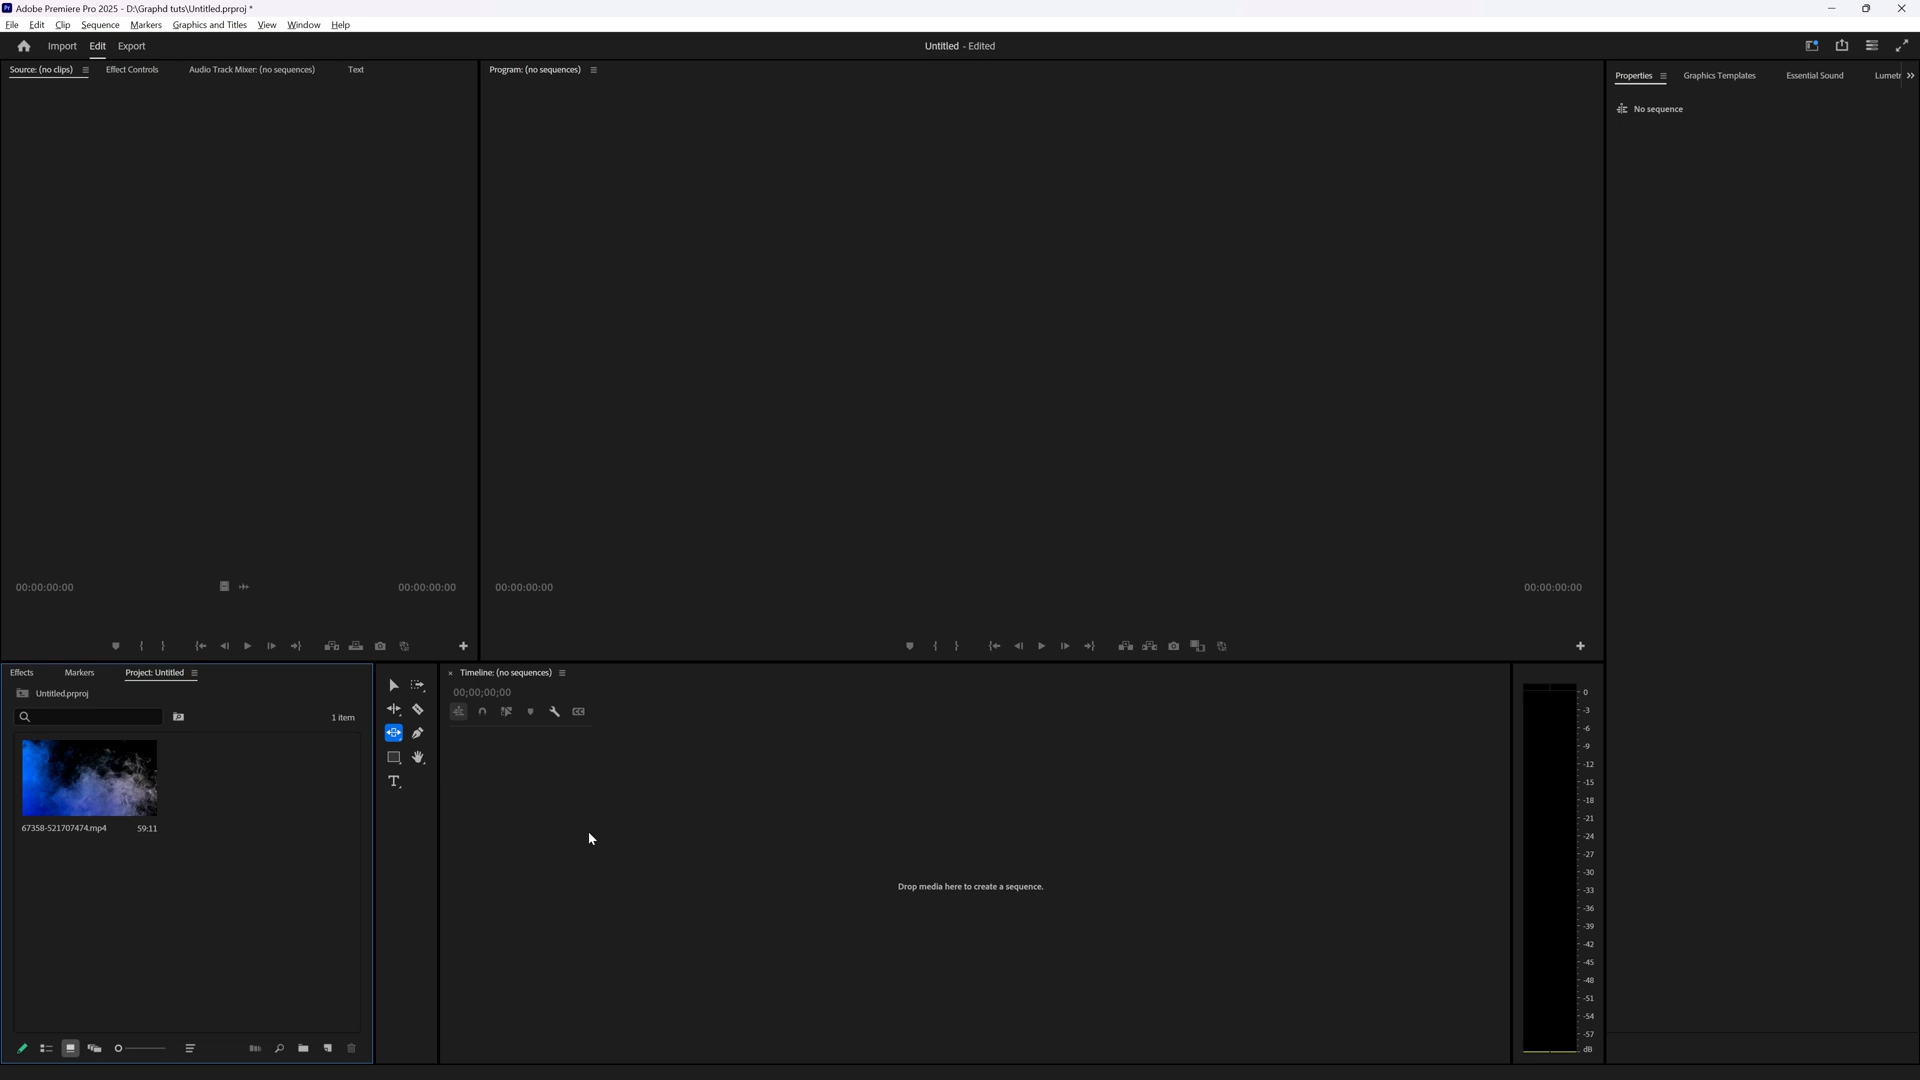 Adobe Premiere Pro 2025 - D:\Graphd tuts\Untitled.prproj *
File Edit Clip Sequence Markers Graphics and Titles View Window Help
Import Edit Export
Untitled - Edited
Source: (no clips) Effect Controls Audio Track Mixer: (no sequences) Text
Program: (no sequences)
Properties Graphics Templates Essential Sound Lumetr
No sequence
00:00:00:00 00:00:00:00
00:00:00:00 00:00:00:00
Effects Markers Project: Untitled
Untitled.prproj
1 item
67358-521707474.mp4 59:11
Timeline: (no sequences)
00;00;00;00
Drop media here to create a sequence.
0
-3
-6
-9
-12
-15
-18
-21
-24
-27
-30
-33
-36
-39
-42
-45
-48
-51
-54
-57
dB